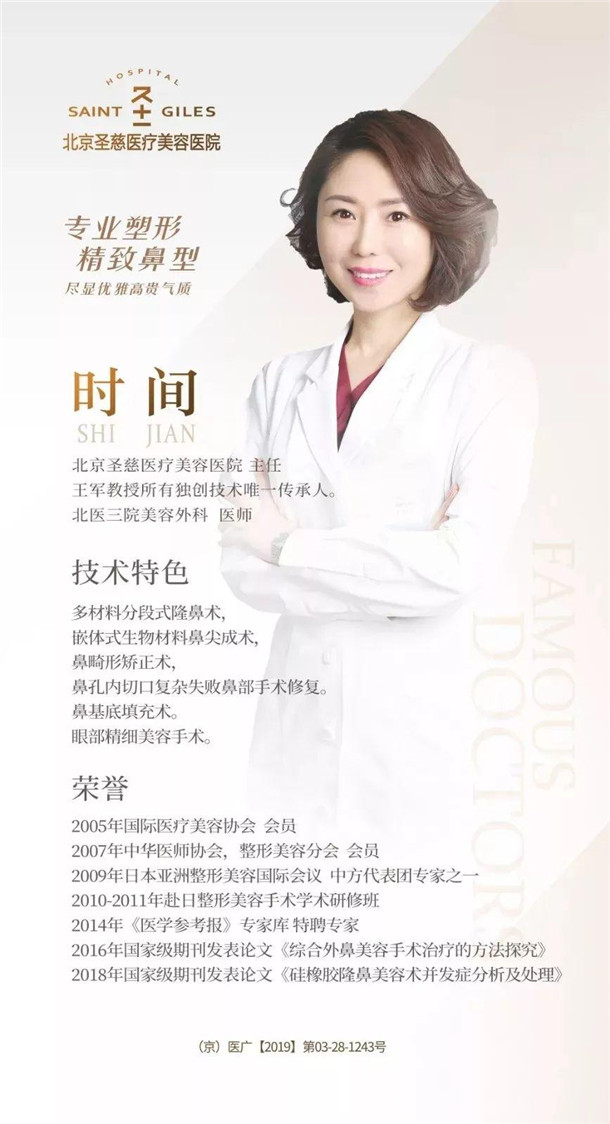 HOSPITAL
SAINT GILES
北京圣慈医疗美容医院
专业塑形
精致鼻型
尽显优雅高贵气质
时间
SHI JIAN
北京圣慈医疗美容医院 主任
王军教授所有独创技术唯一传承人。
北医三院美容外科 医师
技术特色
多材料分段式隆鼻术,
嵌体式生物材料鼻尖成术,
鼻畸形矫正术,
鼻孔内切口复杂失败鼻部手术修复。
鼻基底填充术。
眼部精细美容手术。
荣誉
2005年国际医疗美容协会 会员
2007年中华医师协会，整形美容分会 会员
2009年日本亚洲整形美容国际会议 中方代表团专家之一
2010-2011年赴日整形美容手术学术研修班
2014年《医学参考报》专家库 特聘专家
2016年国家级期刊发表论文《综合外鼻美容手术治疗的方法探究》
2018年国家级期刊发表论文《硅橡胶隆鼻美容术并发症分析及处理》
FAMOUS
DOCTORS
（京）医广【2019】第03-28-1243号